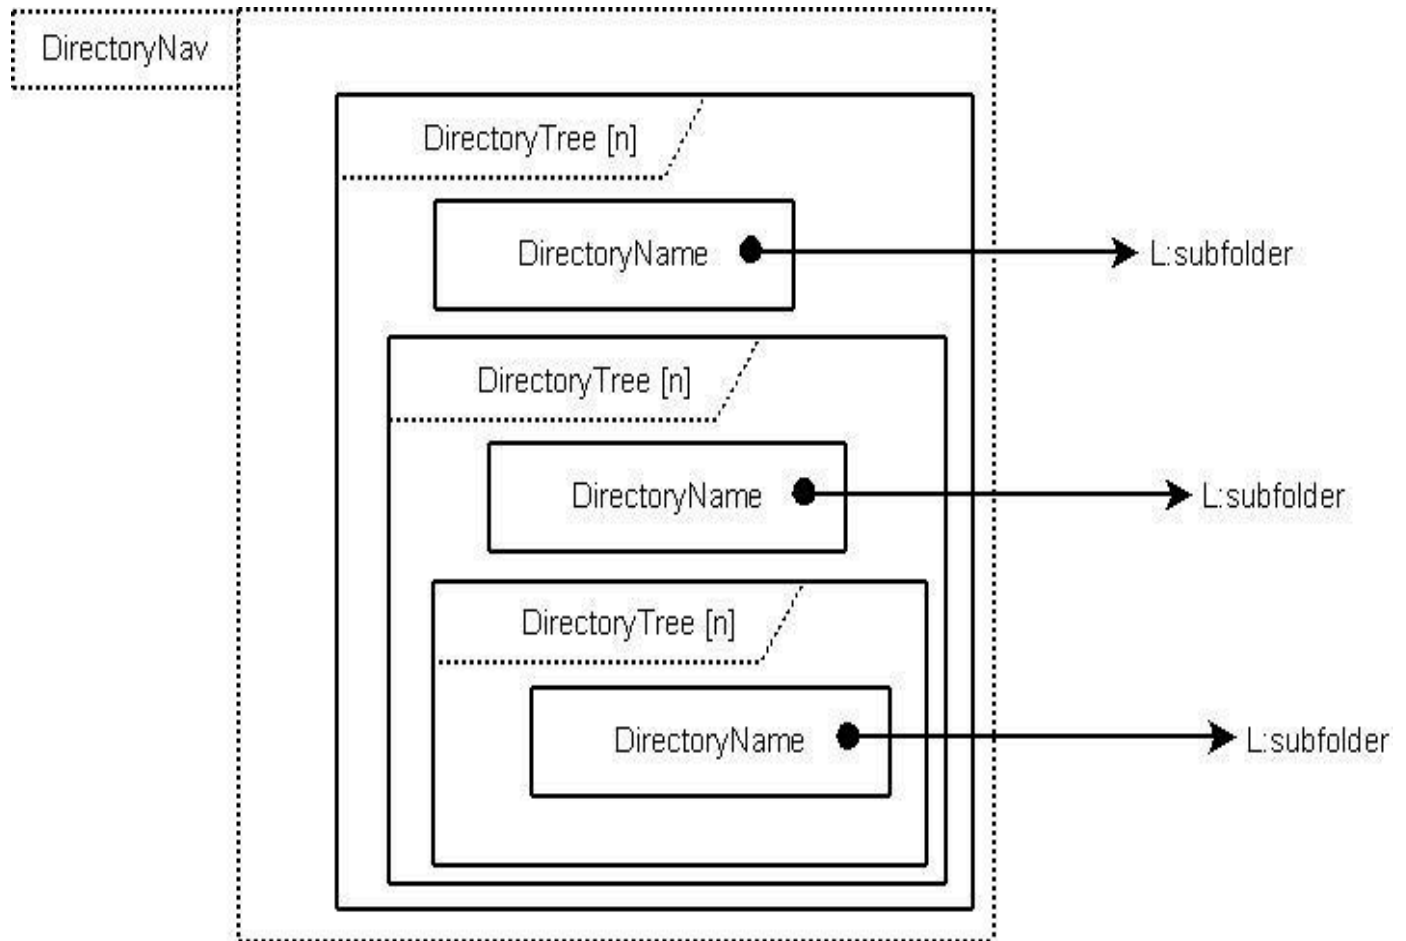 DirectoryNav
DirectoryTree [n]
DirectoryName
L:subfolder
DirectoryTree [n]
DirectoryName
L:subfolder
DirectoryTree [n]
DirectoryName
L:subfolder